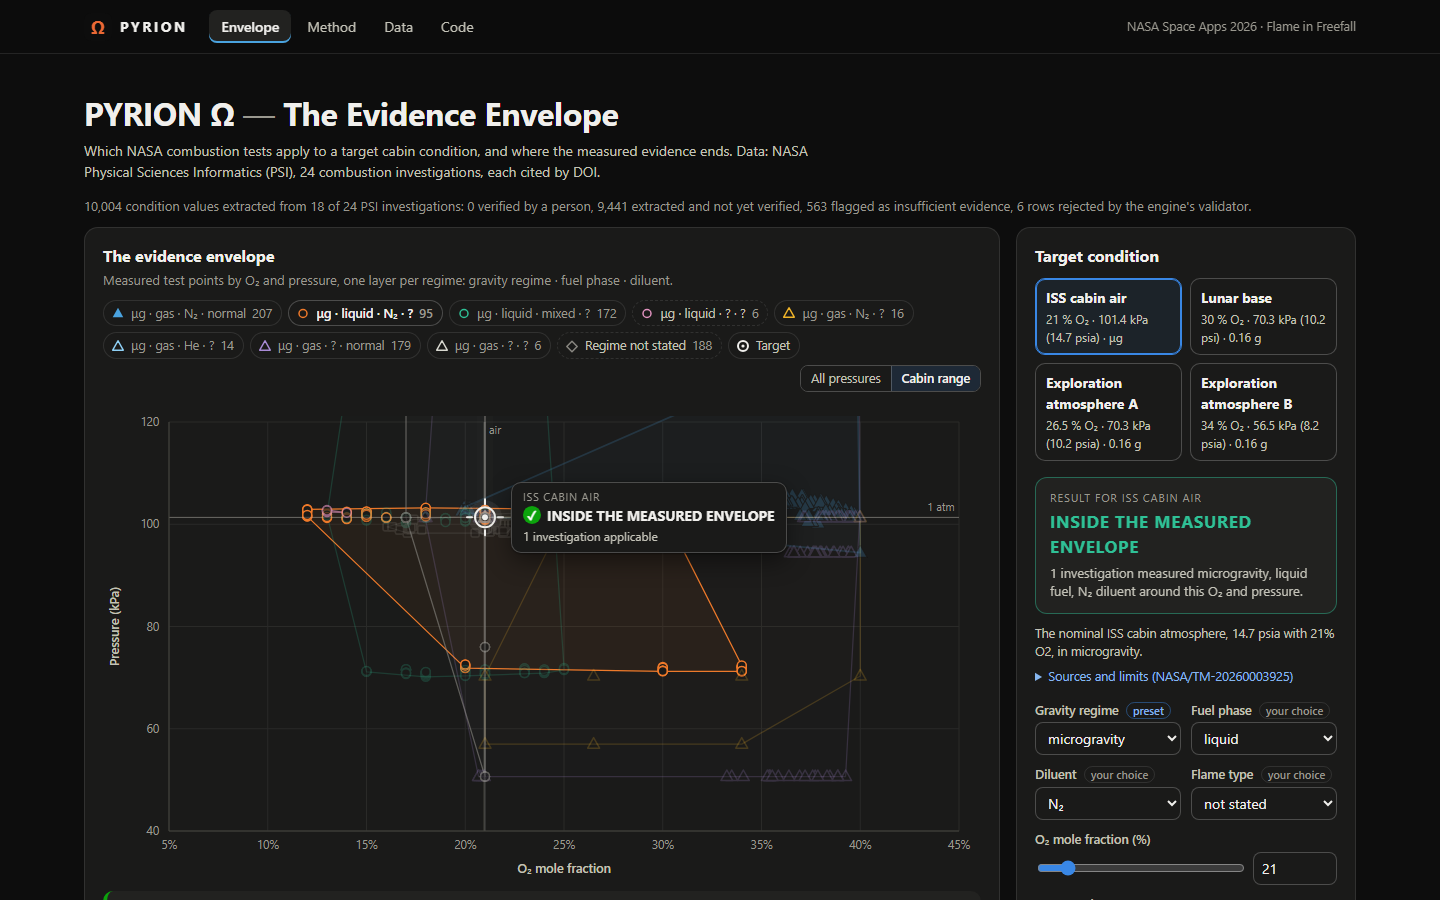 Ω PYRION Envelope Method Data Code NASA Space Apps 2026 · Flame in Freefall
PYRION Ω — The Evidence Envelope
Which NASA combustion tests apply to a target cabin condition, and where the measured evidence ends. Data: NASA
Physical Sciences Informatics (PSI), 24 combustion investigations, each cited by DOI.
10,004 condition values extracted from 18 of 24 PSI investigations: 0 verified by a person, 9,441 extracted and not yet verified, 563 flagged as insufficient evidence, 6 rows rejected by the engine's validator.
The evidence envelope
Measured test points by O₂ and pressure, one layer per regime: gravity regime · fuel phase · diluent.
µg · gas · N₂ · normal 207 µg · liquid · N₂ · ? 95 µg · liquid · mixed · ? 172 µg · liquid · ? · ? 6 µg · gas · N₂ · ? 16
µg · gas · He · ? 14 µg · gas · ? · normal 179 µg · gas · ? · ? 6 Regime not stated 188 Target
All pressures Cabin range
120
air
100
1 atm
80
60
40
Pressure (kPa)
ISS CABIN AIR
INSIDE THE MEASURED ENVELOPE
1 investigation applicable
5% 10% 15% 20% 25% 30% 35% 40% 45%
O₂ mole fraction
Target condition
ISS cabin air
21 % O₂ · 101.4 kPa
(14.7 psia) · µg
Lunar base
30 % O₂ · 70.3 kPa (10.2
psi) · 0.16 g
Exploration
atmosphere A
26.5 % O₂ · 70.3 kPa
(10.2 psia) · 0.16 g
Exploration
atmosphere B
34 % O₂ · 56.5 kPa (8.2
psia) · 0.16 g
RESULT FOR ISS CABIN AIR
INSIDE THE MEASURED
ENVELOPE
1 investigation measured microgravity, liquid
fuel, N₂ diluent around this O₂ and pressure.
The nominal ISS cabin atmosphere, 14.7 psia with 21%
O2, in microgravity.
Sources and limits (NASA/TM-20260003925)
Gravity regime preset Fuel phase your choice
microgravity liquid
Diluent your choice Flame type your choice
N₂ not stated
O₂ mole fraction (%)
21